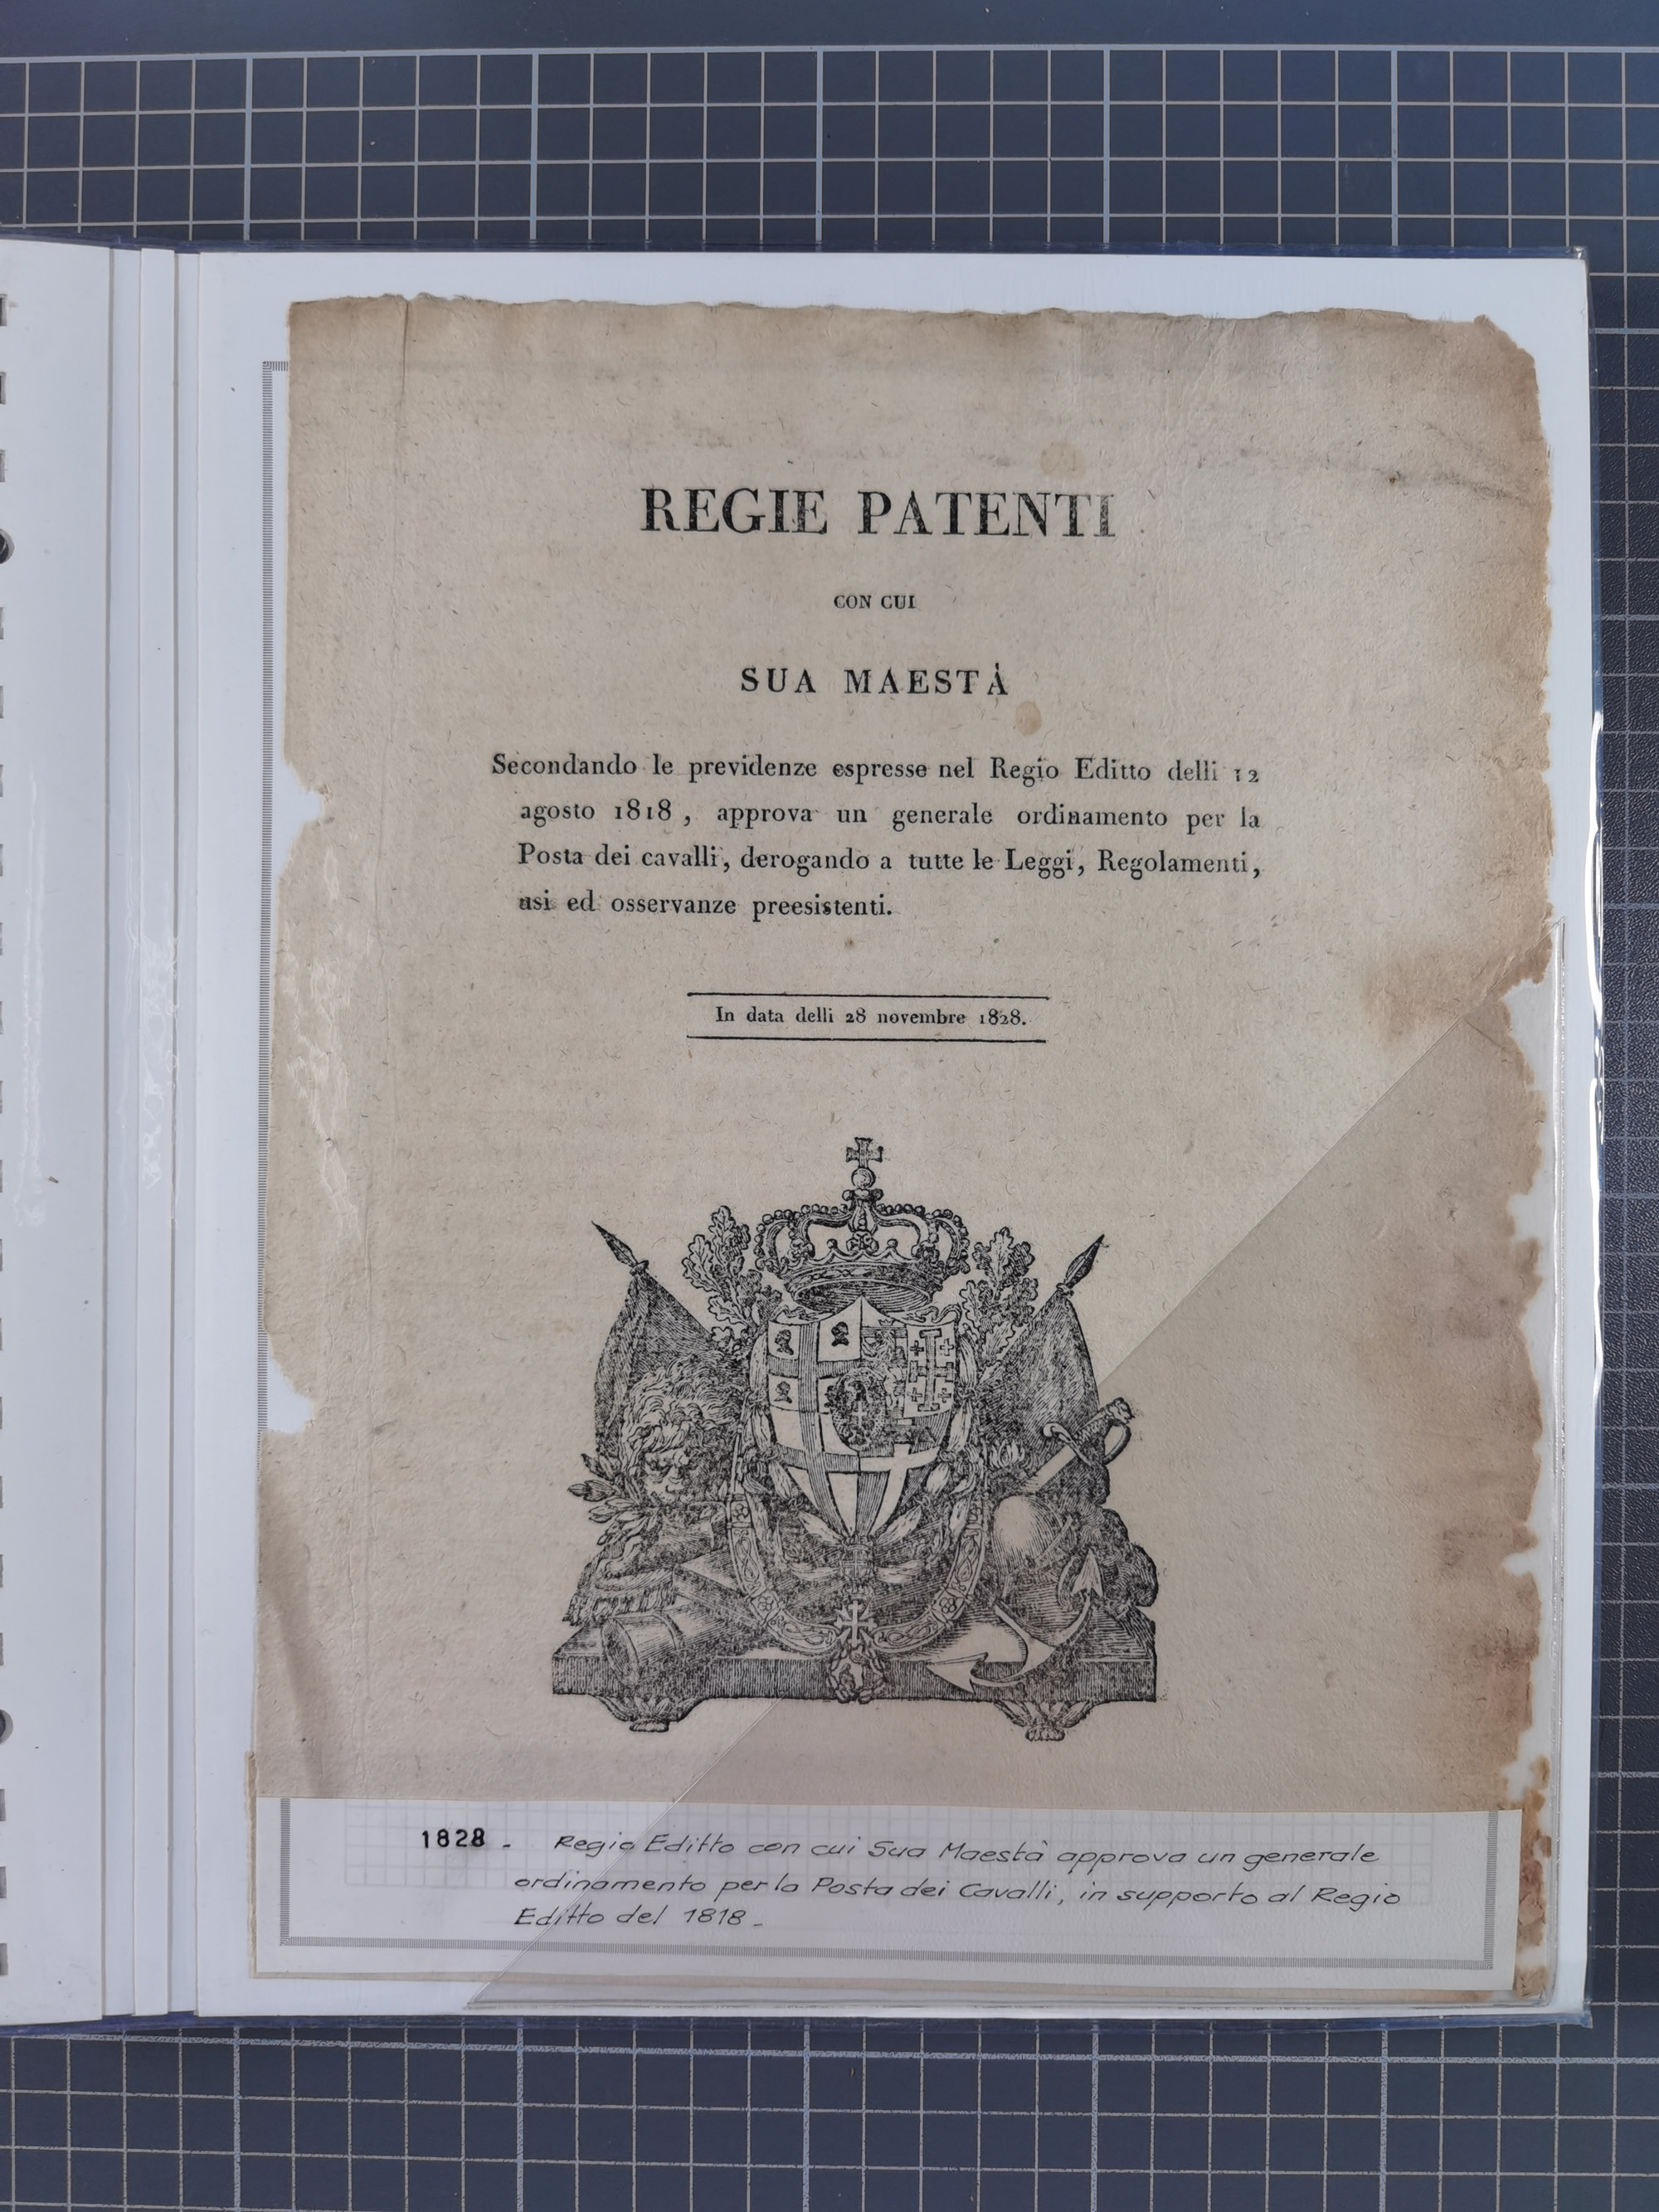 REGIE PATENTI
CON CUI
SUA MAESTÀ
Secondando le previdenze espresse nel Regio Editto delli 12
agosto 1818, approva un generale ordinamento per la
Posta dei cavalli, derogando a tutte le Leggi, Regolamenti,
usi ed osservanze preesistenti.
In data delli 28 novembre 1828.
1828 - Regio Editto con cui Sua Maestà approva un generale
ordinamento per la Posta dei Cavalli, in supporto al Regio
Editto del 1818 -